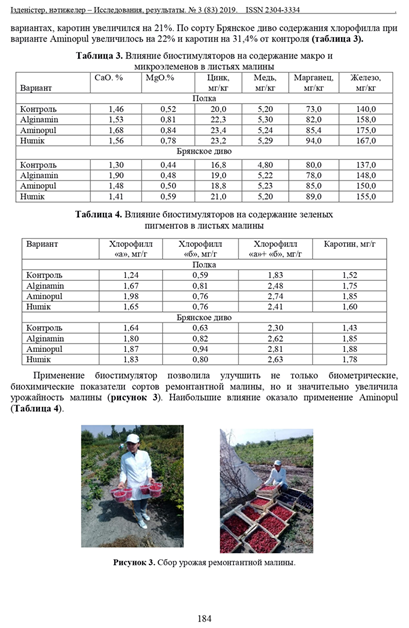 Ізденістер, нәтижелер – Исследования, результаты. № 3 (83) 2019. ISSN 2304-3334
вариантах, каротин увеличился на 21%. По сорту Брянское диво содержания хлорофилла при
варианте Aminopul увеличилось на 22% и каротин на 31,4% от контроля (таблица 3).
Таблица 3. Влияние биостимуляторов на содержание макро и
микроэлеменов в листьях малины
Вариант CaO. % MgO.% Цинк, мг/кг Медь, мг/кг Марганец, мг/кг Железо, мг/кг
Полка
Контроль 1,46 0,52 20,0 5,20 73,0 140,0
Alginamin 1,53 0,81 22,3 5,30 82,0 158,0
Aminopul 1,68 0,84 23,4 5,24 85,4 175,0
Humik 1,56 0,78 23,2 5,29 94,0 167,0
Брянское диво
Контроль 1,30 0,44 16,8 4,80 80,0 137,0
Alginamin 1,90 0,48 19,0 5,22 78,0 148,0
Aminopul 1,48 0,50 18,8 5,23 85,0 150,0
Humik 1,41 0,59 21,0 5,20 89,0 155.0
Таблица 4. Влияние биостимуляторов на содержание зеленых
пигментов в листьях малины
Вариант Хлорофилл «а», мг/г Хлорофилл «б», мг/г Хлорофилл «а»+ «б», мг/г Каротин, мг/г
Полка
Контроль 1,24 0,59 1,83 1,52
Alginamin 1,67 0,81 2,48 1,75
Aminopul 1,98 0,76 2,74 1,85
Humik 1,65 0,76 2,41 1,60
Брянское диво
Контроль 1,64 0,63 2,30 1,43
Alginamin 1,80 0,82 2,62 1,85
Aminopul 1,87 0,94 2,81 1,88
Humik 1,83 0,80 2,63 1,78
Применение биостимулятор позволила улучшить не только биометрические,
биохимические показатели сортов ремонтантной малины, но и значительно увеличила
урожайность малины (рисунок 3). Наибольшие влияние оказало применение Aminopul
(Таблица 4).
Рисунок 3. Сбор урожая ремонтантной малины.
184